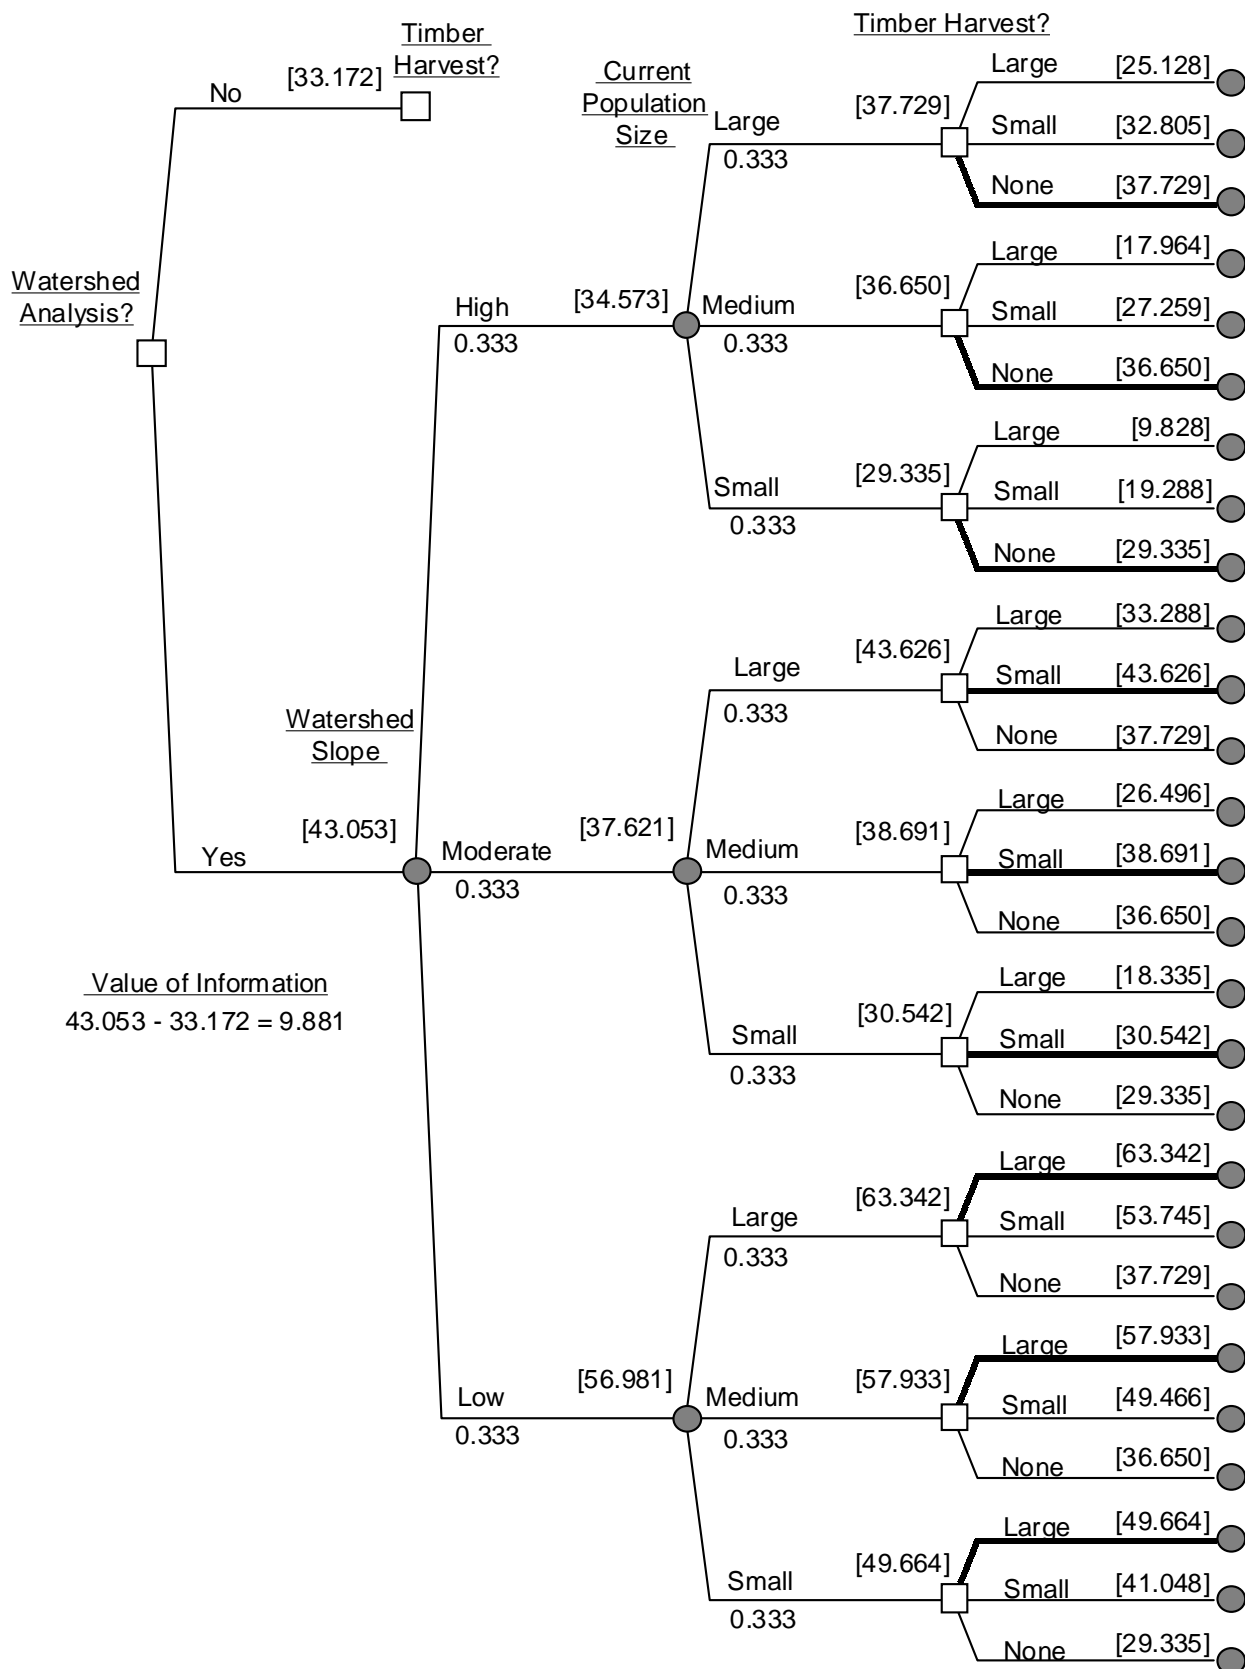 Timber Harvest?
Timber
Harvest?
No
[33.172]
Current
Population
Size
Large
0.333
[37.729]
Large
[25.128]
Small
[32.805]
None
[37.729]
Watershed
Analysis?
High
0.333
[34.573]
Medium
0.333
[36.650]
Large
[17.964]
Small
[27.259]
None
[36.650]
Small
0.333
[29.335]
Large
[9.828]
Small
[19.288]
None
[29.335]
Watershed
Slope
Large
0.333
[43.626]
Large
[33.288]
Small
[43.626]
None
[37.729]
Yes
[43.053]
Moderate
0.333
[37.621]
Medium
0.333
[38.691]
Large
[26.496]
Small
[38.691]
None
[36.650]
Value of Information
43.053 - 33.172 = 9.881
Small
0.333
[30.542]
Large
[18.335]
Small
[30.542]
None
[29.335]
Large
0.333
[63.342]
Large
[63.342]
Small
[53.745]
None
[37.729]
Low
0.333
[56.981]
Medium
0.333
[57.933]
Large
[57.933]
Small
[49.466]
None
[36.650]
Small
0.333
[49.664]
Large
[49.664]
Small
[41.048]
None
[29.335]